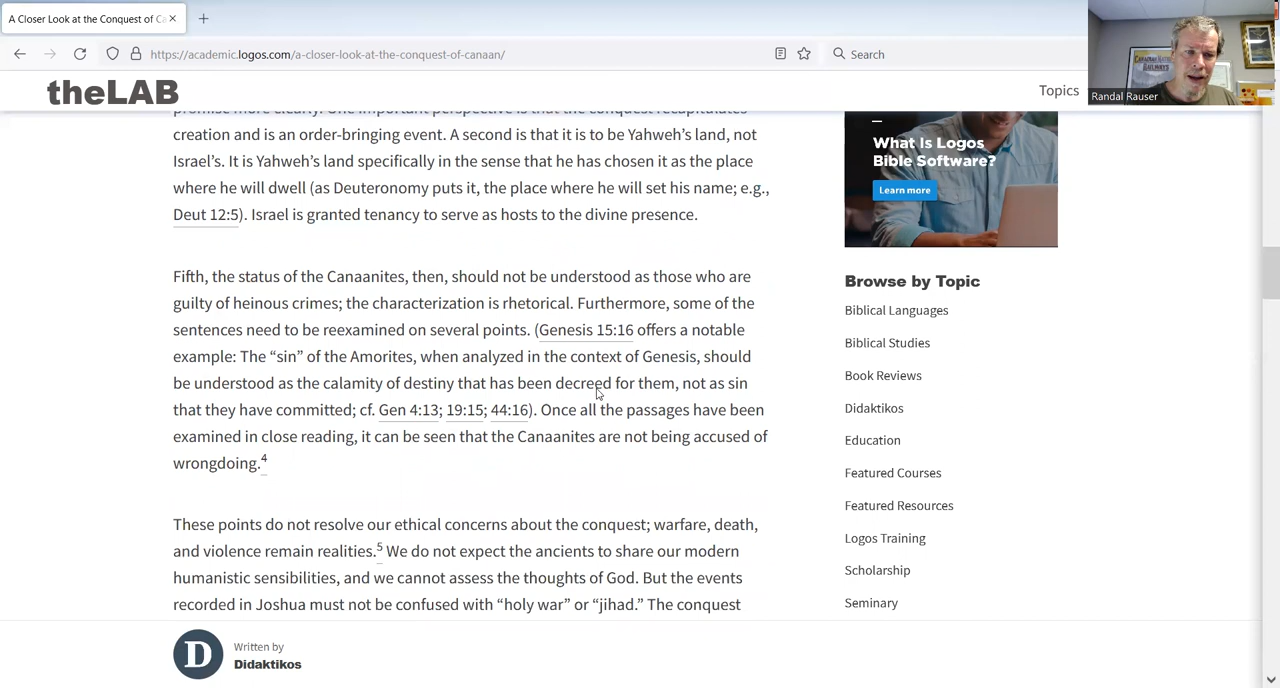 A Closer Look at the Conquest of Ca
https://academic.logos.com/a-closer-look-at-the-conquest-of-canaan/
Search
theLAB
Topics
Randal Rauser
promise more clearly. One important perspective is that the conquest recapitulates
creation and is an order-bringing event. A second is that it is to be Yahweh’s land, not
Israel’s. It is Yahweh’s land specifically in the sense that he has chosen it as the place
where he will dwell (as Deuteronomy puts it, the place where he will set his name; e.g.,
Deut 12:5). Israel is granted tenancy to serve as hosts to the divine presence.
Fifth, the status of the Canaanites, then, should not be understood as those who are
guilty of heinous crimes; the characterization is rhetorical. Furthermore, some of the
sentences need to be reexamined on several points. (Genesis 15:16 offers a notable
example: The “sin” of the Amorites, when analyzed in the context of Genesis, should
be understood as the calamity of destiny that has been decreed for them, not as sin
that they have committed; cf. Gen 4:13; 19:15; 44:16). Once all the passages have been
examined in close reading, it can be seen that the Canaanites are not being accused of
wrongdoing.4
These points do not resolve our ethical concerns about the conquest; warfare, death,
and violence remain realities.5 We do not expect the ancients to share our modern
humanistic sensibilities, and we cannot assess the thoughts of God. But the events
recorded in Joshua must not be confused with “holy war” or “jihad.” The conquest
D
Written by
Didaktikos
What Is Logos
Bible Software?
Learn more
Browse by Topic
Biblical Languages
Biblical Studies
Book Reviews
Didaktikos
Education
Featured Courses
Featured Resources
Logos Training
Scholarship
Seminary